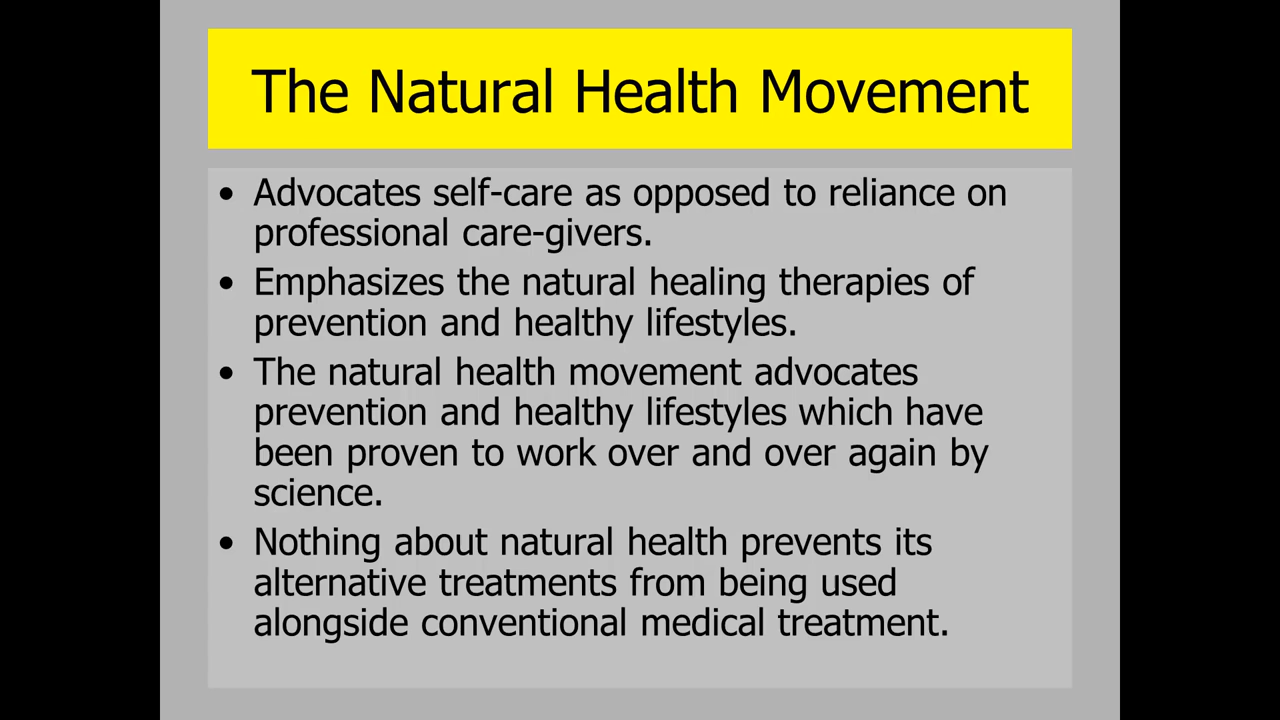 The Natural Health Movement
• Advocates self-care as opposed to reliance on
professional care-givers.
• Emphasizes the natural healing therapies of
prevention and healthy lifestyles.
• The natural health movement advocates
prevention and healthy lifestyles which have
been proven to work over and over again by
science.
• Nothing about natural health prevents its
alternative treatments from being used
alongside conventional medical treatment.